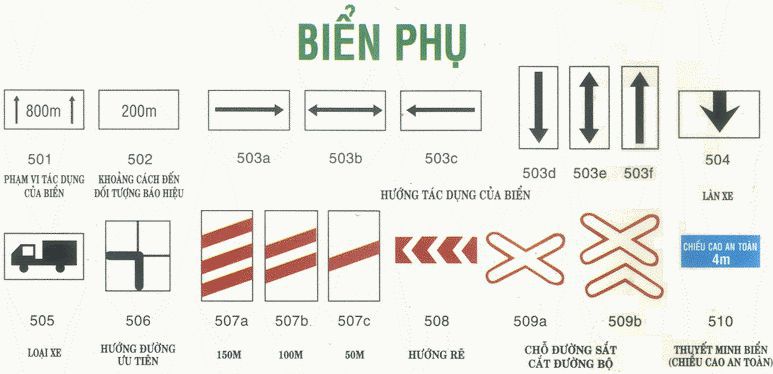 BIỂN PHỤ
800m
200m
501
502
503a
503b
503c
503d
503e
503f
504
PHẠM VI TÁC DỤNG
CỦA BIỂN
KHOẢNG CÁCH ĐẾN
ĐỐI TƯỢNG BÁO HIỆU
HƯỚNG TÁC DỤNG CỦA BIỂN
LÀN XE
CHIỀU CAO AN TOÀN
4m
505
506
507a
507b
507c
508
509a
509b
510
LOẠI XE
HƯỚNG ĐƯỜNG
ƯU TIÊN
150M
100M
50M
HƯỚNG RẼ
CHỖ ĐƯỜNG SẮT
CẮT ĐƯỜNG BỘ
THUYẾT MINH BIỂN
(CHIỀU CAO AN TOÀN)